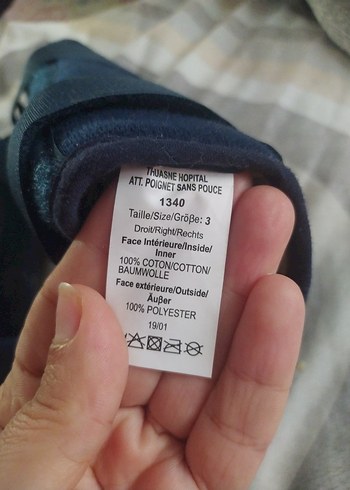 THUASNE HOPITAL
ATT. POIGNET SANS POUCE
1340
Taille/Size/Größe: 3
Droit/Right/Rechts
Face Intérieure/Inside/
Inner
100% COTON/COTTON/
BAUMWOLLE
Face extérieure/Outside/
Äußer
100% POLYESTER
19/01